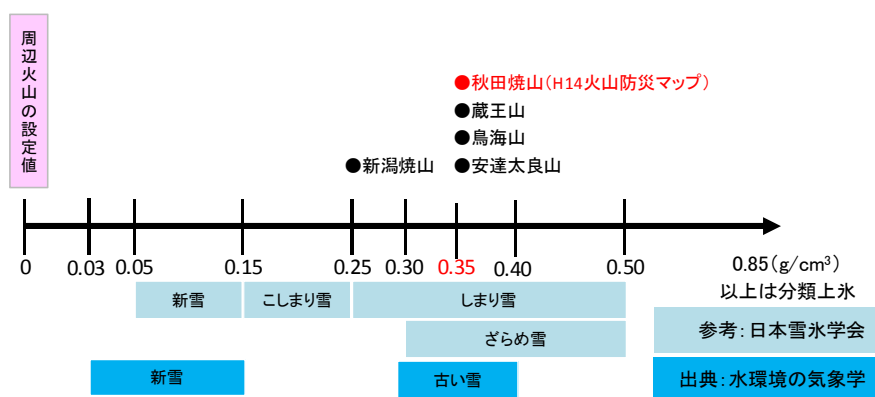 周辺火山の設定値
●秋田焼山(H14火山防災マップ)
●蔵王山
●鳥海山
●新潟焼山 ●安達太良山
0 0.03 0.05 0.15 0.25 0.30 0.35 0.40 0.50 0.85(g/cm³)
以上は分類上氷
新雪 こしまり雪 しまり雪
ざらめ雪
参考:日本雪氷学会
新雪 古い雪 出典:水環境の気象学